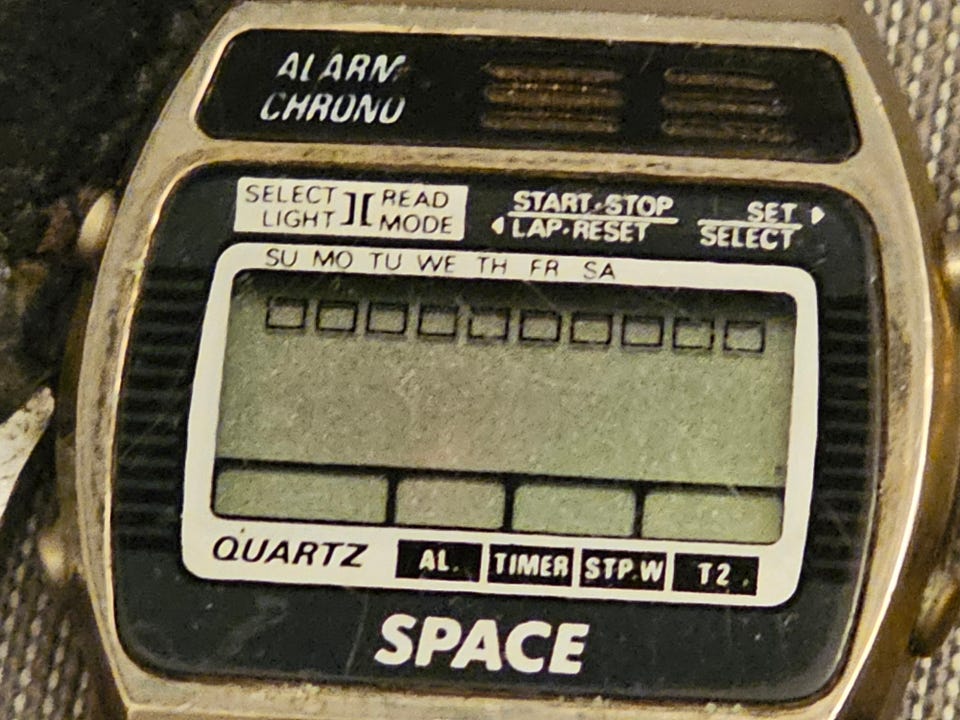 ALARM
CHRONO
SELECT ][ READ
LIGHT MODE
START•STOP
LAP•RESET
SET
SELECT
SU MO TU WE TH FR SA
QUARTZ
AL. TIMER STP.W T2.
SPACE